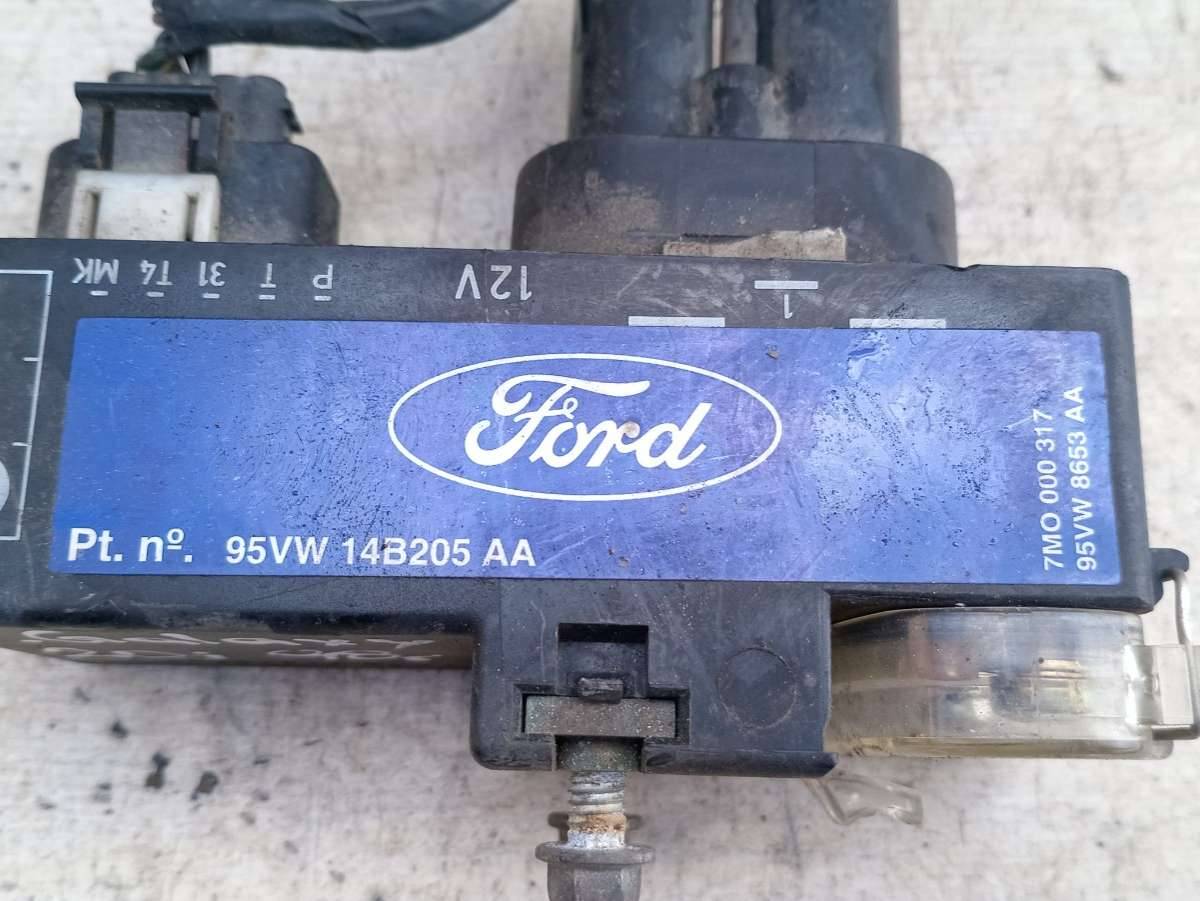 MK T4 31 T P 12V 1
Ford
Pt. nº. 95VW 14B205 AA
7MO 000 317
95VW 8653 AA